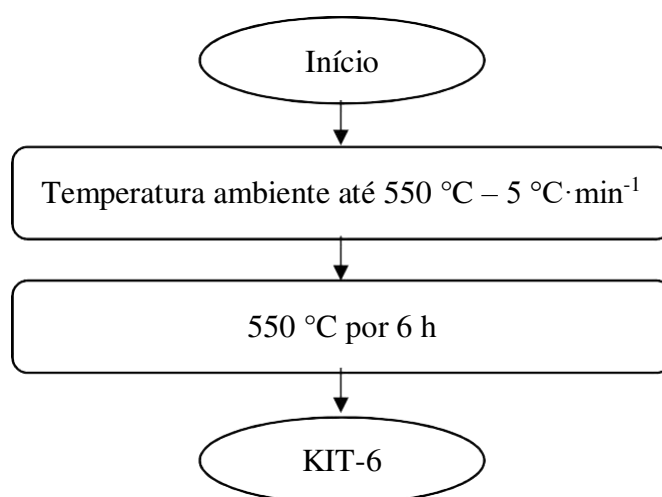 Início
Temperatura ambiente até 550 °C – 5 °C·min⁻¹
550 °C por 6 h
KIT-6